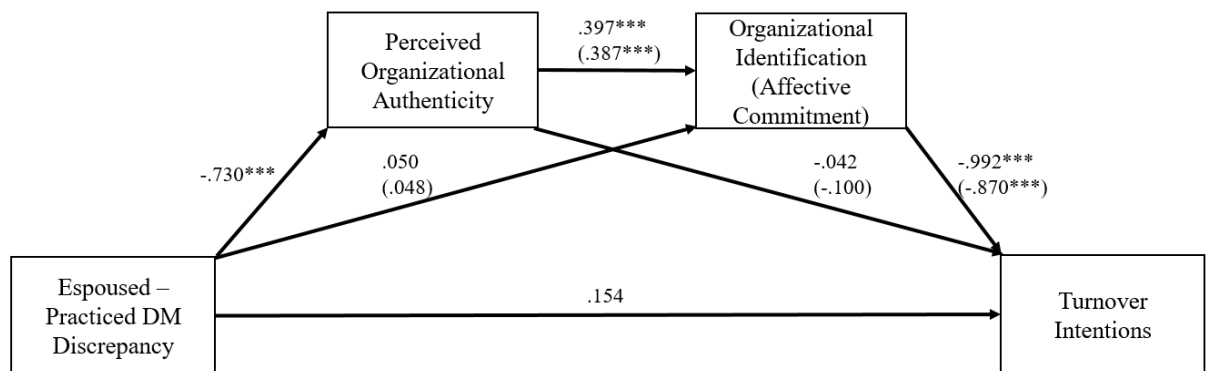 Perceived
Organizational
Authenticity
.397***
(.387***)
Organizational
Identification
(Affective
Commitment)
-.730***
.050
(.048)
-.042
(-.100)
-.992***
(-.870***)
Espoused –
Practiced DM
Discrepancy
.154
Turnover
Intentions